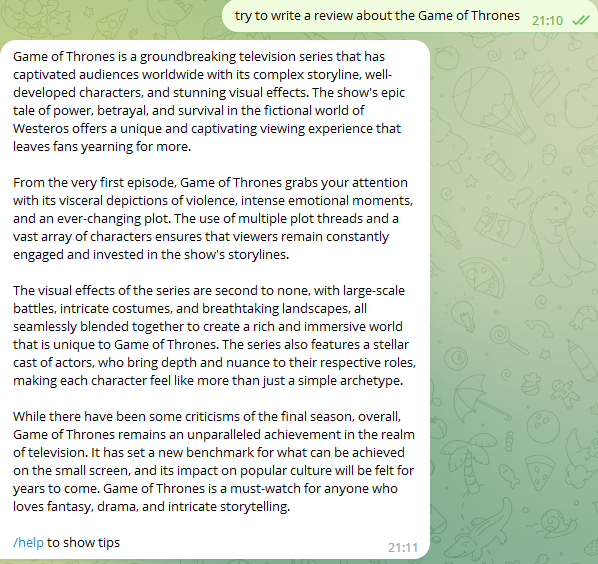 try to write a review about the Game of Thrones 21:10
Game of Thrones is a groundbreaking television series that has
captivated audiences worldwide with its complex storyline, well-
developed characters, and stunning visual effects. The show's epic
tale of power, betrayal, and survival in the fictional world of
Westeros offers a unique and captivating viewing experience that
leaves fans yearning for more.
From the very first episode, Game of Thrones grabs your attention
with its visceral depictions of violence, intense emotional moments,
and an ever-changing plot. The use of multiple plot threads and a
vast array of characters ensures that viewers remain constantly
engaged and invested in the show's storylines.
The visual effects of the series are second to none, with large-scale
battles, intricate costumes, and breathtaking landscapes, all
seamlessly blended together to create a rich and immersive world
that is unique to Game of Thrones. The series also features a stellar
cast of actors, who bring depth and nuance to their respective roles,
making each character feel like more than just a simple archetype.
While there have been some criticisms of the final season, overall,
Game of Thrones remains an unparalleled achievement in the realm
of television. It has set a new benchmark for what can be achieved
on the small screen, and its impact on popular culture will be felt for
years to come. Game of Thrones is a must-watch for anyone who
loves fantasy, drama, and intricate storytelling.
/help to show tips
21:11